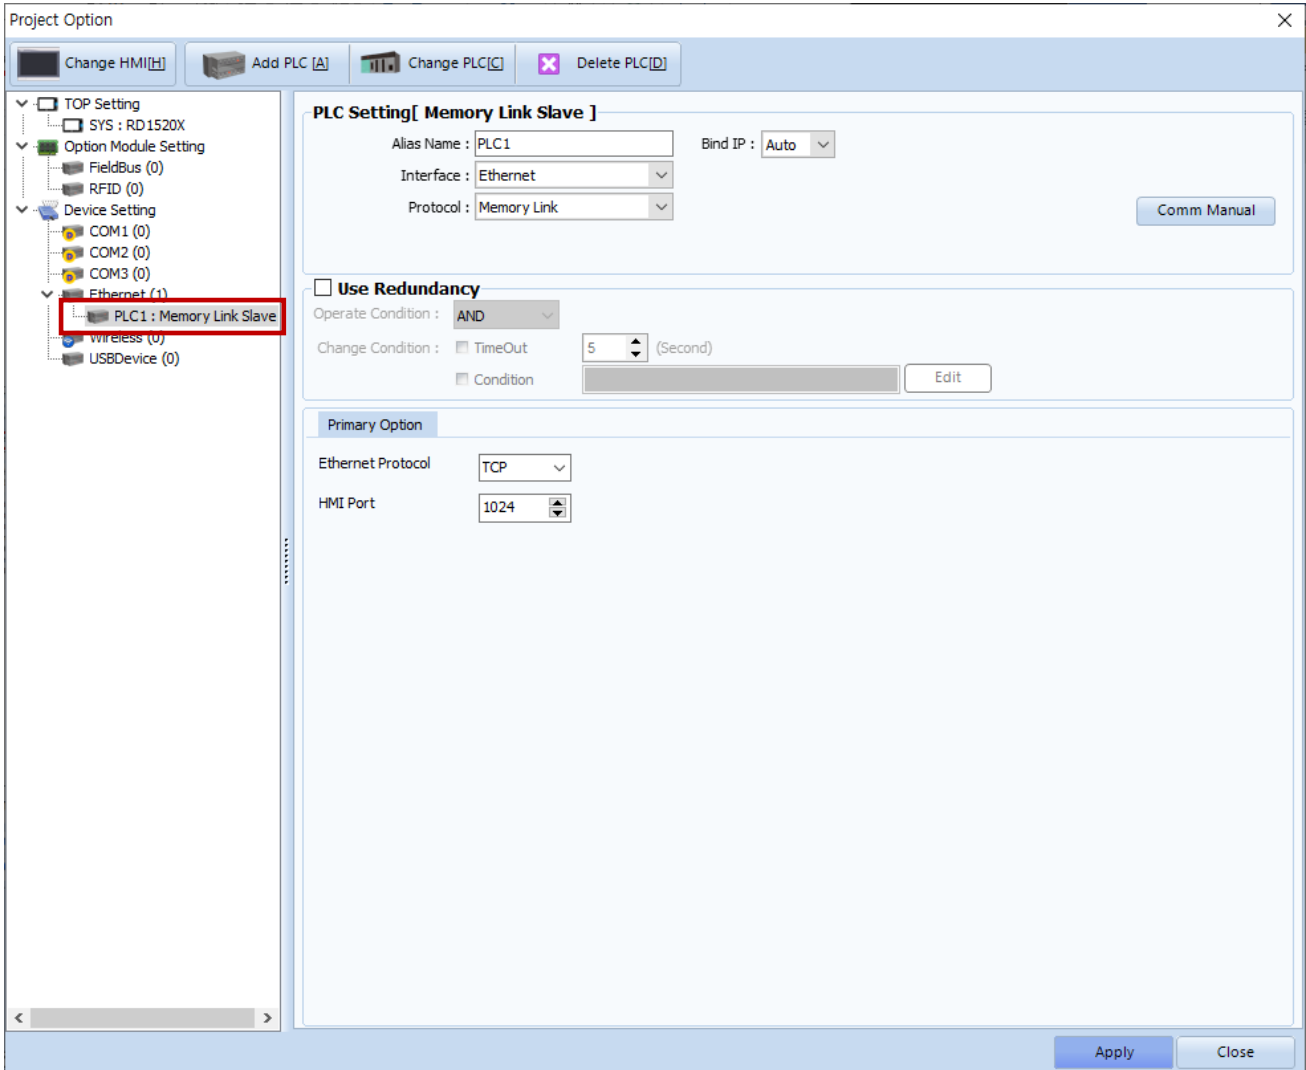 Project Option
Change HMI[H]
Add PLC [A]
Change PLC[C]
Delete PLC[D]
TOP Setting
SYS : RD1520X
Option Module Setting
FieldBus (0)
RFID (0)
Device Setting
COM1 (0)
COM2 (0)
COM3 (0)
Ethernet (1)
PLC1 : Memory Link Slave
Wireless (0)
USBDevice (0)
PLC Setting[ Memory Link Slave ]
Alias Name : PLC1
Bind IP : Auto
Interface : Ethernet
Protocol : Memory Link
Comm Manual
Use Redundancy
Operate Condition : AND
Change Condition : TimeOut 5 (Second)
Condition Edit
Primary Option
Ethernet Protocol TCP
HMI Port 1024
Apply
Close